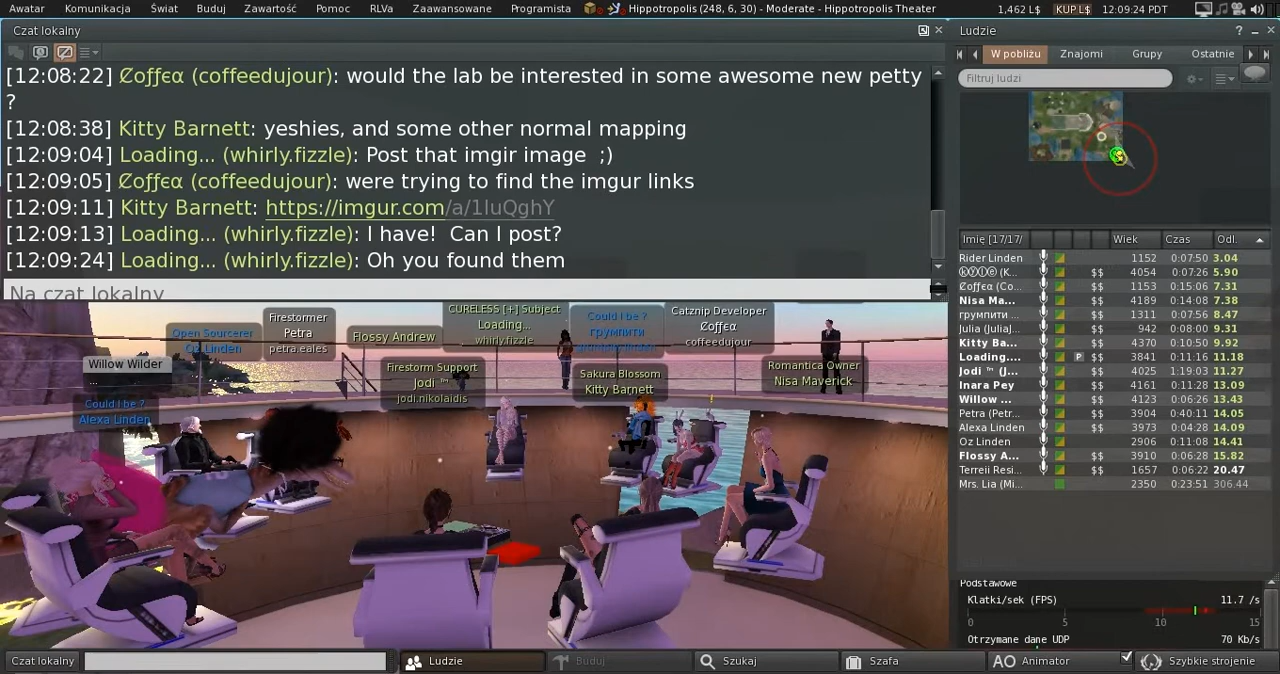 Awatar Komunikacja Świat Buduj Zawartość Pomoc RLVa Zaawansowane Programista Hippotropolis (248, 6, 30) - Moderate - Hippotropolis Theater 1,462 L$ KUP L$ 12:09:24 PDT
Czat lokalny
[12:08:22] Ȼσƒƒєα (coffeedujour): would the lab be interested in some awesome new petty
?
[12:08:38] Kitty Barnett: yeshies, and some other normal mapping
[12:09:04] Loading... (whirly.fizzle): Post that imgir image  ;)
[12:09:05] Ȼσƒƒєα (coffeedujour): were trying to find the imgur links
[12:09:11] Kitty Barnett: https://imgur.com/a/1IuQghY
[12:09:13] Loading... (whirly.fizzle): I have!  Can I post?
[12:09:24] Loading... (whirly.fizzle): Oh you found them
Na czat lokalny
Willow Wilder
Could I be ?
Alexa Linden
Open Sourcerer
Oz Linden
Firestormer
Petra
petra.eales
Flossy Andrew
Firestorm Support
Jodi ™
jodi.nikolaidis
CURELESS [+] Subject
Loading...
whirly.fizzle
Could I be ?
грумпити
Sakura Blossom
Kitty Barnett
Catznip Developer
Ȼσƒƒєα
coffeedujour
Romantica Owner
Nisa Maverick
Ludzie ? _ ×
W pobliżu Znajomi Grupy Ostatnie
Filtruj ludzi
Imię [17/17/ Wiek Czas Odl.
Rider Linden 1152 0:07:50 3.04
ⓚⓨⓛⓔ (K... $$ 4054 0:07:26 5.90
Ȼσƒƒєα (Co... $$ 1153 0:15:06 7.31
Nisa Ma... $$ 4189 0:14:08 7.38
грумпити ... $$ 1311 0:07:56 8.47
Julia (JuliaJ... $$ 942 0:08:00 9.31
Kitty Ba... $$ 4370 0:10:50 9.92
Loading.... P $$ 3841 0:11:16 11.18
Jodi ™ (J... $$ 4025 1:19:03 11.27
Inara Pey $$ 4161 0:11:28 13.09
Willow ... $$ 4123 0:06:26 13.43
Petra (Petr... $$ 3904 0:40:11 14.05
Alexa Linden $$ 3973 0:04:28 14.09
Oz Linden 2906 0:11:08 14.41
Flossy A... $$ 3910 0:06:28 15.82
Terreii Resi... $$ 1657 0:06:22 20.47
Mrs. Lia (Mi... 2350 0:23:51 306.44
Podstawowe
Klatki/sek (FPS) 11.7 /s
0 5 10 15
Otrzymane dane UDP 70 Kb/s
Czat lokalny Ludzie Buduj Szukaj Szafa AO Animator Szybkie strojenie